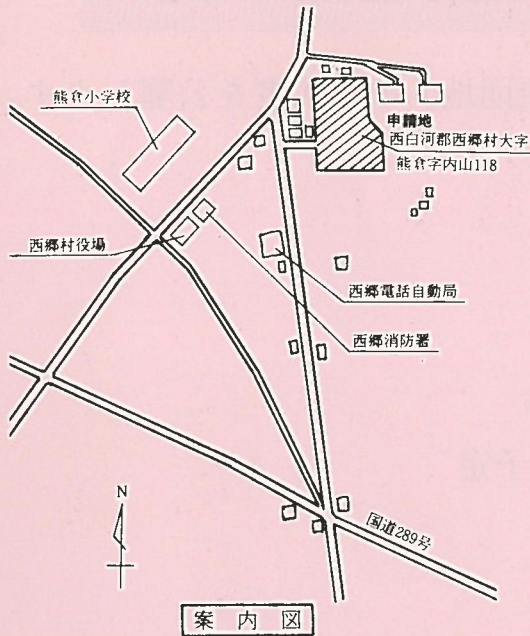 熊倉小学校
申請地
西白河郡西郷村大字
熊倉字内山118
西郷村役場
西郷電話自動局
西郷消防署
国道289号
N
案内図